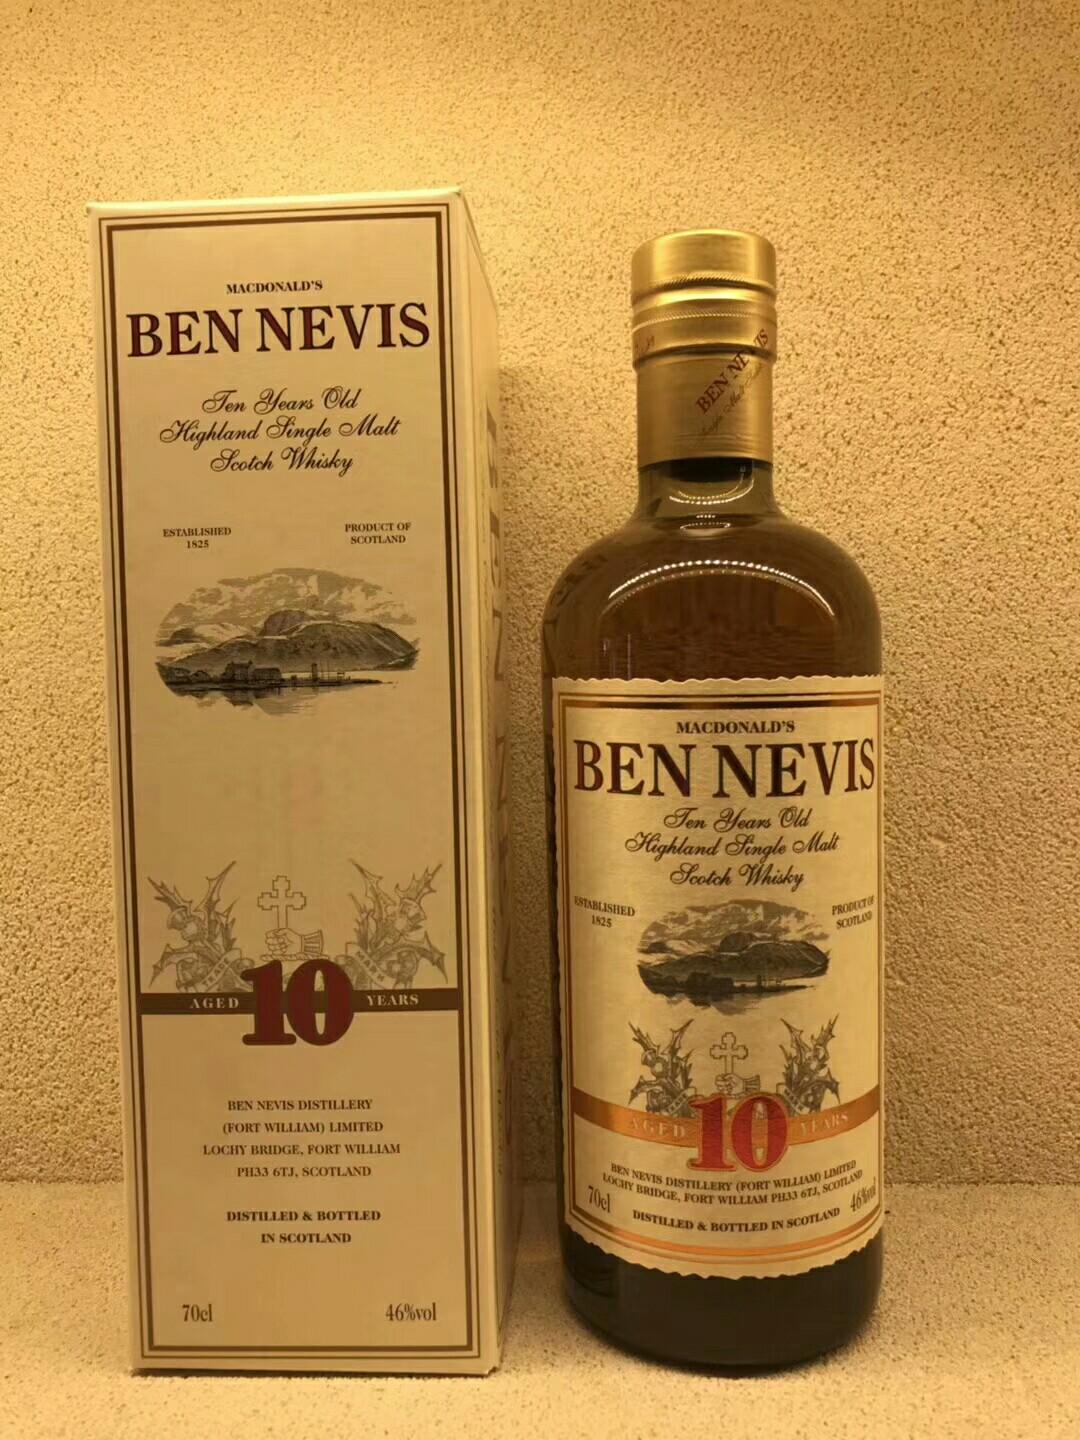 MACDONALD'S
BEN NEVIS
Ten Years Old
Highland Single Malt
Scotch Whisky
ESTABLISHED
1825
PRODUCT OF
SCOTLAND
AGED 10 YEARS
BEN NEVIS DISTILLERY
(FORT WILLIAM) LIMITED
LOCHY BRIDGE, FORT WILLIAM
PH33 6TJ, SCOTLAND
DISTILLED & BOTTLED
IN SCOTLAND
70cl
46%vol
BEN NEVIS
MACDONALD'S
BEN NEVIS
Ten Years Old
Highland Single Malt
Scotch Whisky
ESTABLISHED
1825
PRODUCT OF
SCOTLAND
AGED 10 YEARS
BEN NEVIS DISTILLERY (FORT WILLIAM) LIMITED
LOCHY BRIDGE, FORT WILLIAM PH33 6TJ, SCOTLAND
70cl
DISTILLED & BOTTLED IN SCOTLAND
46%vol